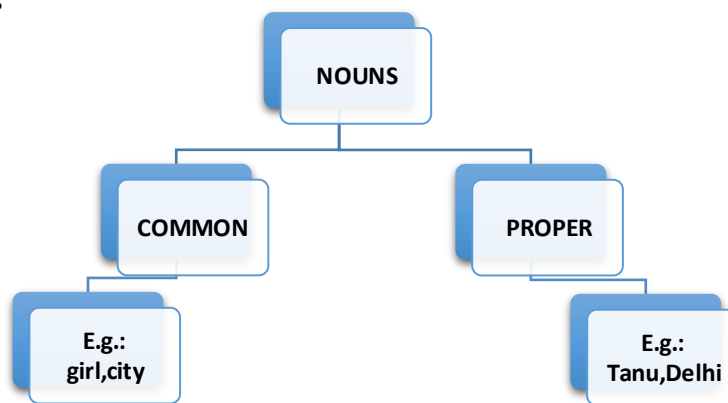 NOUNS
COMMON
PROPER
E.g.:
girl,city
E.g.:
Tanu,Delhi